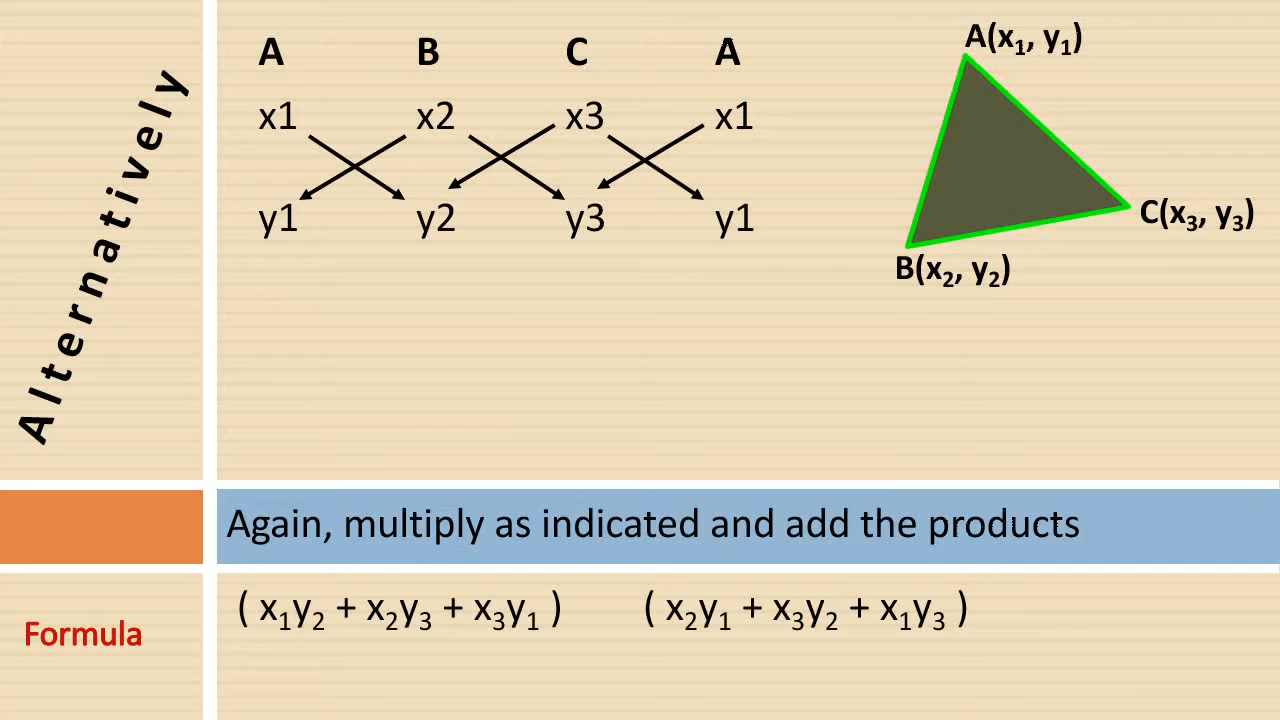 Alternatively
A B C A
x1 x2 x3 x1
y1 y2 y3 y1
A(x₁, y₁)
C(x₃, y₃)
B(x₂, y₂)
Again, multiply as indicated and add the products
Formula
( x₁y₂ + x₂y₃ + x₃y₁ ) ( x₂y₁ + x₃y₂ + x₁y₃ )